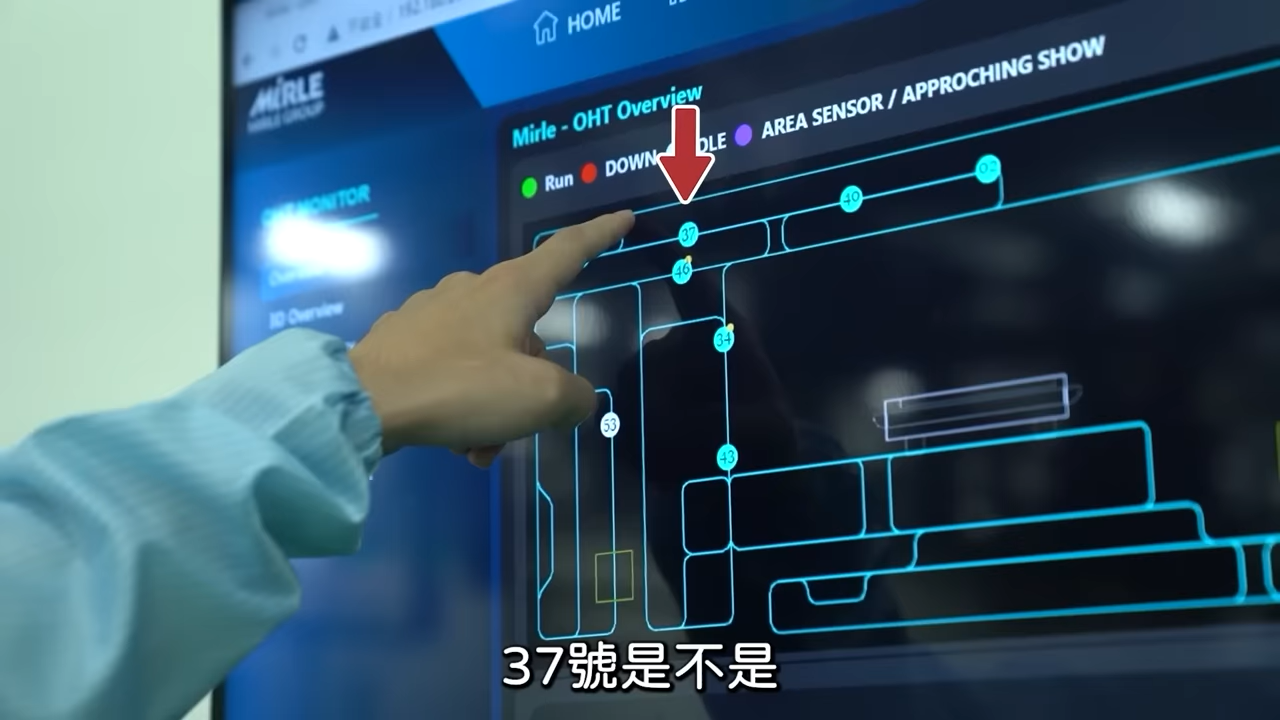 HOME
MiRLE
MIRLE GROUP
Mirle - OHT Overview
Run
DOWN
AREA SENSOR / APPROCHING SHOW
MONITOR
3D Overview
02
49
37
46
34
53
43
37號是不是